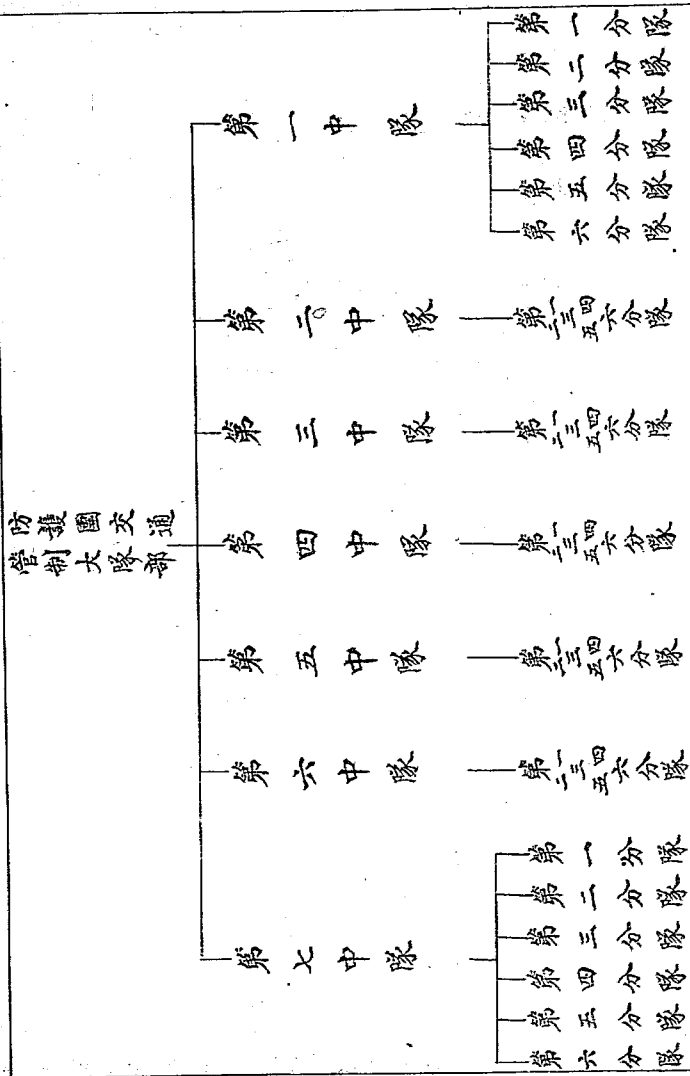 防護團交通
管制大隊部
第一中隊
第一分隊
第二分隊
第三分隊
第四分隊
第五分隊
第六分隊
第二中隊
第一二三四五六分隊
第三中隊
第一二三四五六分隊
第四中隊
第一二三四五六分隊
第五中隊
第一二三四五六分隊
第六中隊
第一二三四五六分隊
第七中隊
第一分隊
第二分隊
第三分隊
第四分隊
第五分隊
第六分隊